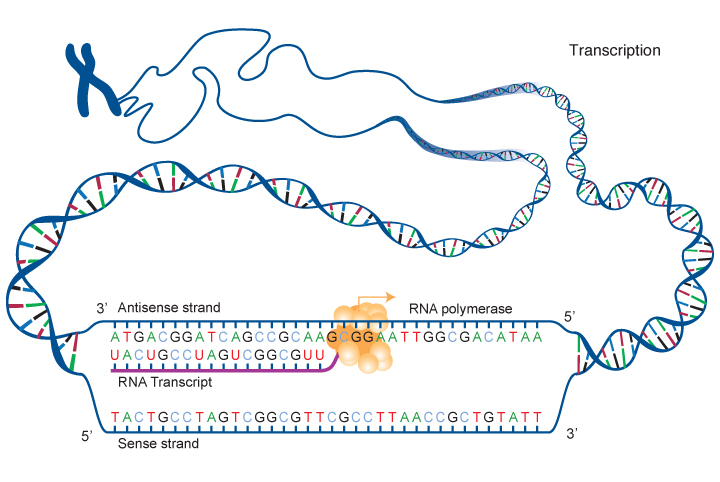 Transcription
3’ Antisense strand RNA polymerase 5’
ATGACGGATCAGCCGCAAGCGGAATTGGCGACATAA
UACUGCCUAGUCGGCGUU
RNA Transcript
TACTGCCTAGTCGGCGTTCGCCTTAACCGCTGTATT
5’ Sense strand 3’